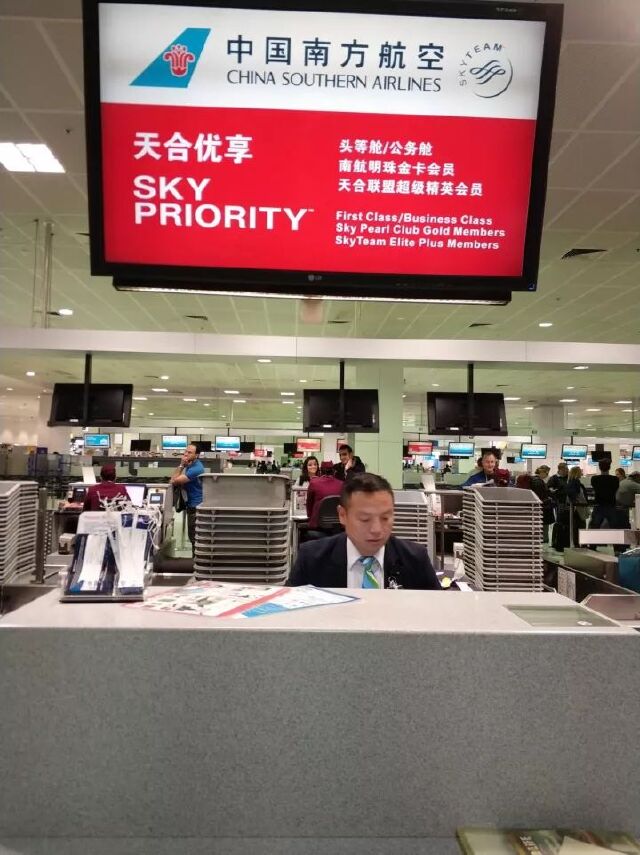 中国南方航空
CHINA SOUTHERN AIRLINES
SKYTEAM
天合优享
SKY
PRIORITY™
头等舱/公务舱
南航明珠金卡会员
天合联盟超级精英会员
First Class/Business Class
Sky Pearl Club Gold Members
SkyTeam Elite Plus Members
LG